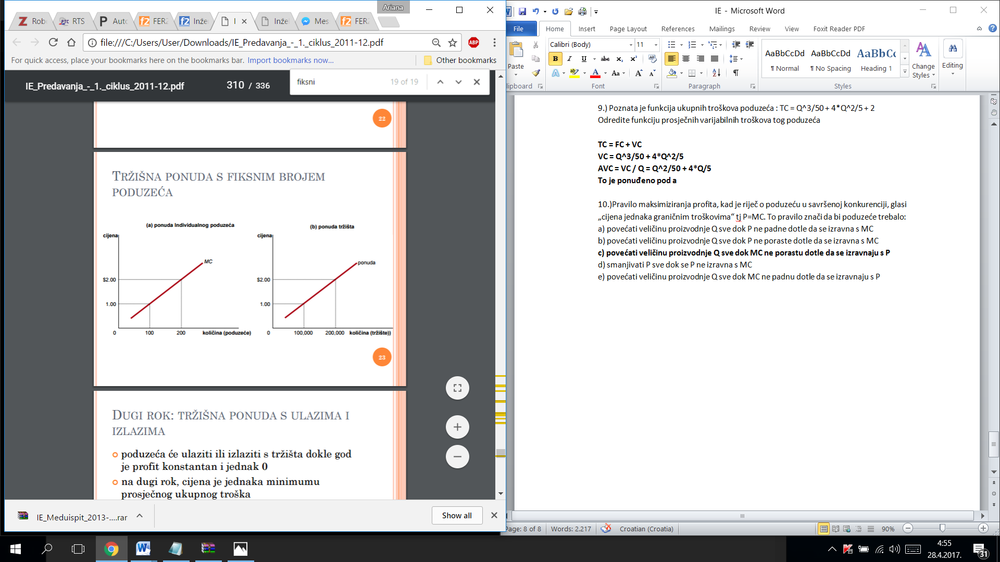 Ariana
Rob
RTS
Auto
FER2
Inže
I
Inže
Mes
FER2
file:///C:/Users/User/Downloads/IE_Predavanja_-_1._ciklus_2011-12.pdf
ABP
For quick access, place your bookmarks here on the bookmarks bar. Import bookmarks now...
Other bookmarks
IE_Predavanja_-_1._ciklus_2011-12.pdf
310 / 336
fiksni
19 of 19
22
TRŽIŠNA PONUDA S FIKSNIM BROJEM
PODUZEĆA
(a) ponuda Individualnog poduzeća
cijena
MC
$2.00
1.00
0
100
200
količina (poduzeće)
(b) ponuda tržišta
cijena
ponuda
$2.00
1.00
0
100,000
200,000
količina (tržište))
23
DUGI ROK: TRŽIŠNA PONUDA S ULAZIMA I
IZLAZIMA
poduzeća će ulaziti ili izlaziti s tržišta dokle god
je profit konstantan i jednak 0
na dugi rok, cijena je jednaka minimumu
prosječnog ukupnog troška
IE_Meduispit_2013-....rar
Show all
IE - Microsoft Word
File
Home
Insert
Page Layout
References
Mailings
Review
View
Foxit Reader PDF
Paste
lipboard
Calibri (Body)
11
Font
Paragraph
AaBbCcDd
¶ Normal
AaBbCcDd
¶ No Spacing
AaBbCc
Heading 1
Change
Styles
Styles
Editing
9.) Poznata je funkcija ukupnih troškova poduzeća : TC = Q^3/50 + 4*Q^2/5 + 2
Odredite funkciju prosječnih varijabilnih troškova tog poduzeća
TC = FC + VC
VC = Q^3/50 + 4*Q^2/5
AVC = VC / Q = Q^2/50 + 4*Q/5
To je ponuđeno pod a
10.)Pravilo maksimiziranja profita, kad je riječ o poduzeću u savršenoj konkurenciji, glasi
„cijena jednaka graničnim troškovima“ tj P=MC. To pravilo znači da bi poduzeće trebalo:
a) povećati veličinu proizvodnje Q sve dok P ne padne dotle da se izravna s MC
b) povećati veličinu proizvodnje Q sve dok P ne poraste dotle da se izravna s MC
c) povećati veličinu proizvodnje Q sve dok MC ne porastu dotle da se izravnaju s P
d) smanjivati P sve dok se P ne izravna s MC
e) povećati veličinu proizvodnje Q sve dok MC ne padnu dotle da se izravnaju s P
Page: 8 of 8
Words: 2.217
Croatian (Croatia)
90%
4:55
28.4.2017.
31